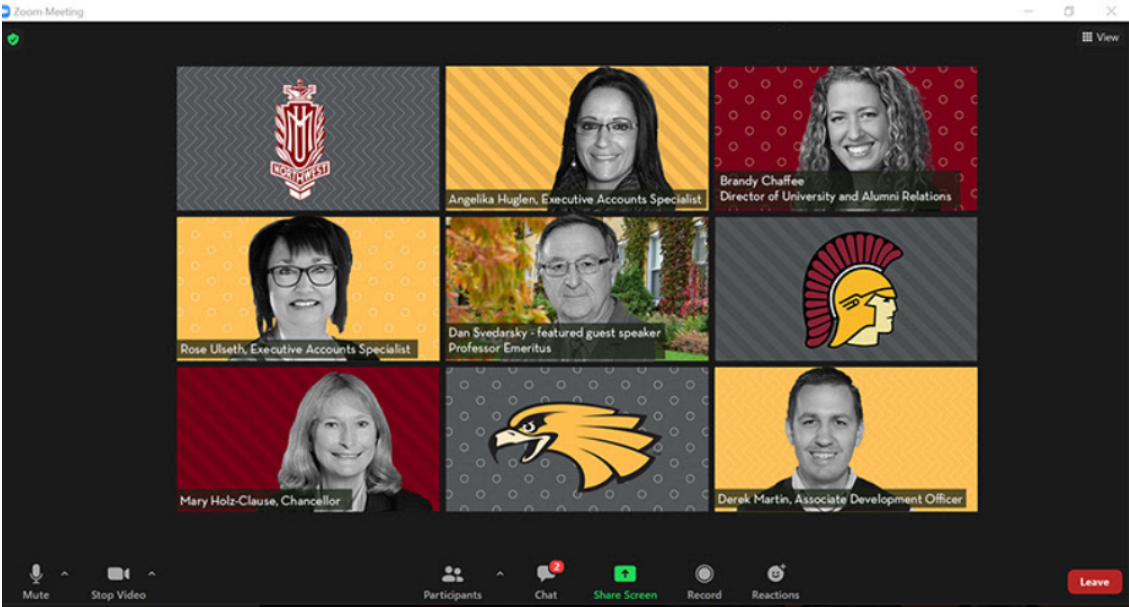 Zoom Meeting
View
NORTHWEST
Angelika Huglen, Executive Accounts Specialist
Brandy Chaffee
Director of University and Alumni Relations
Rose Ulseth, Executive Accounts Specialist
Dan Svedarsky - featured guest speaker
Professor Emeritus
Mary Holz-Clause, Chancellor
Derek Martin, Associate Development Officer
2
Mute
Stop Video
Participants
Chat
Share Screen
Record
Reactions
Leave